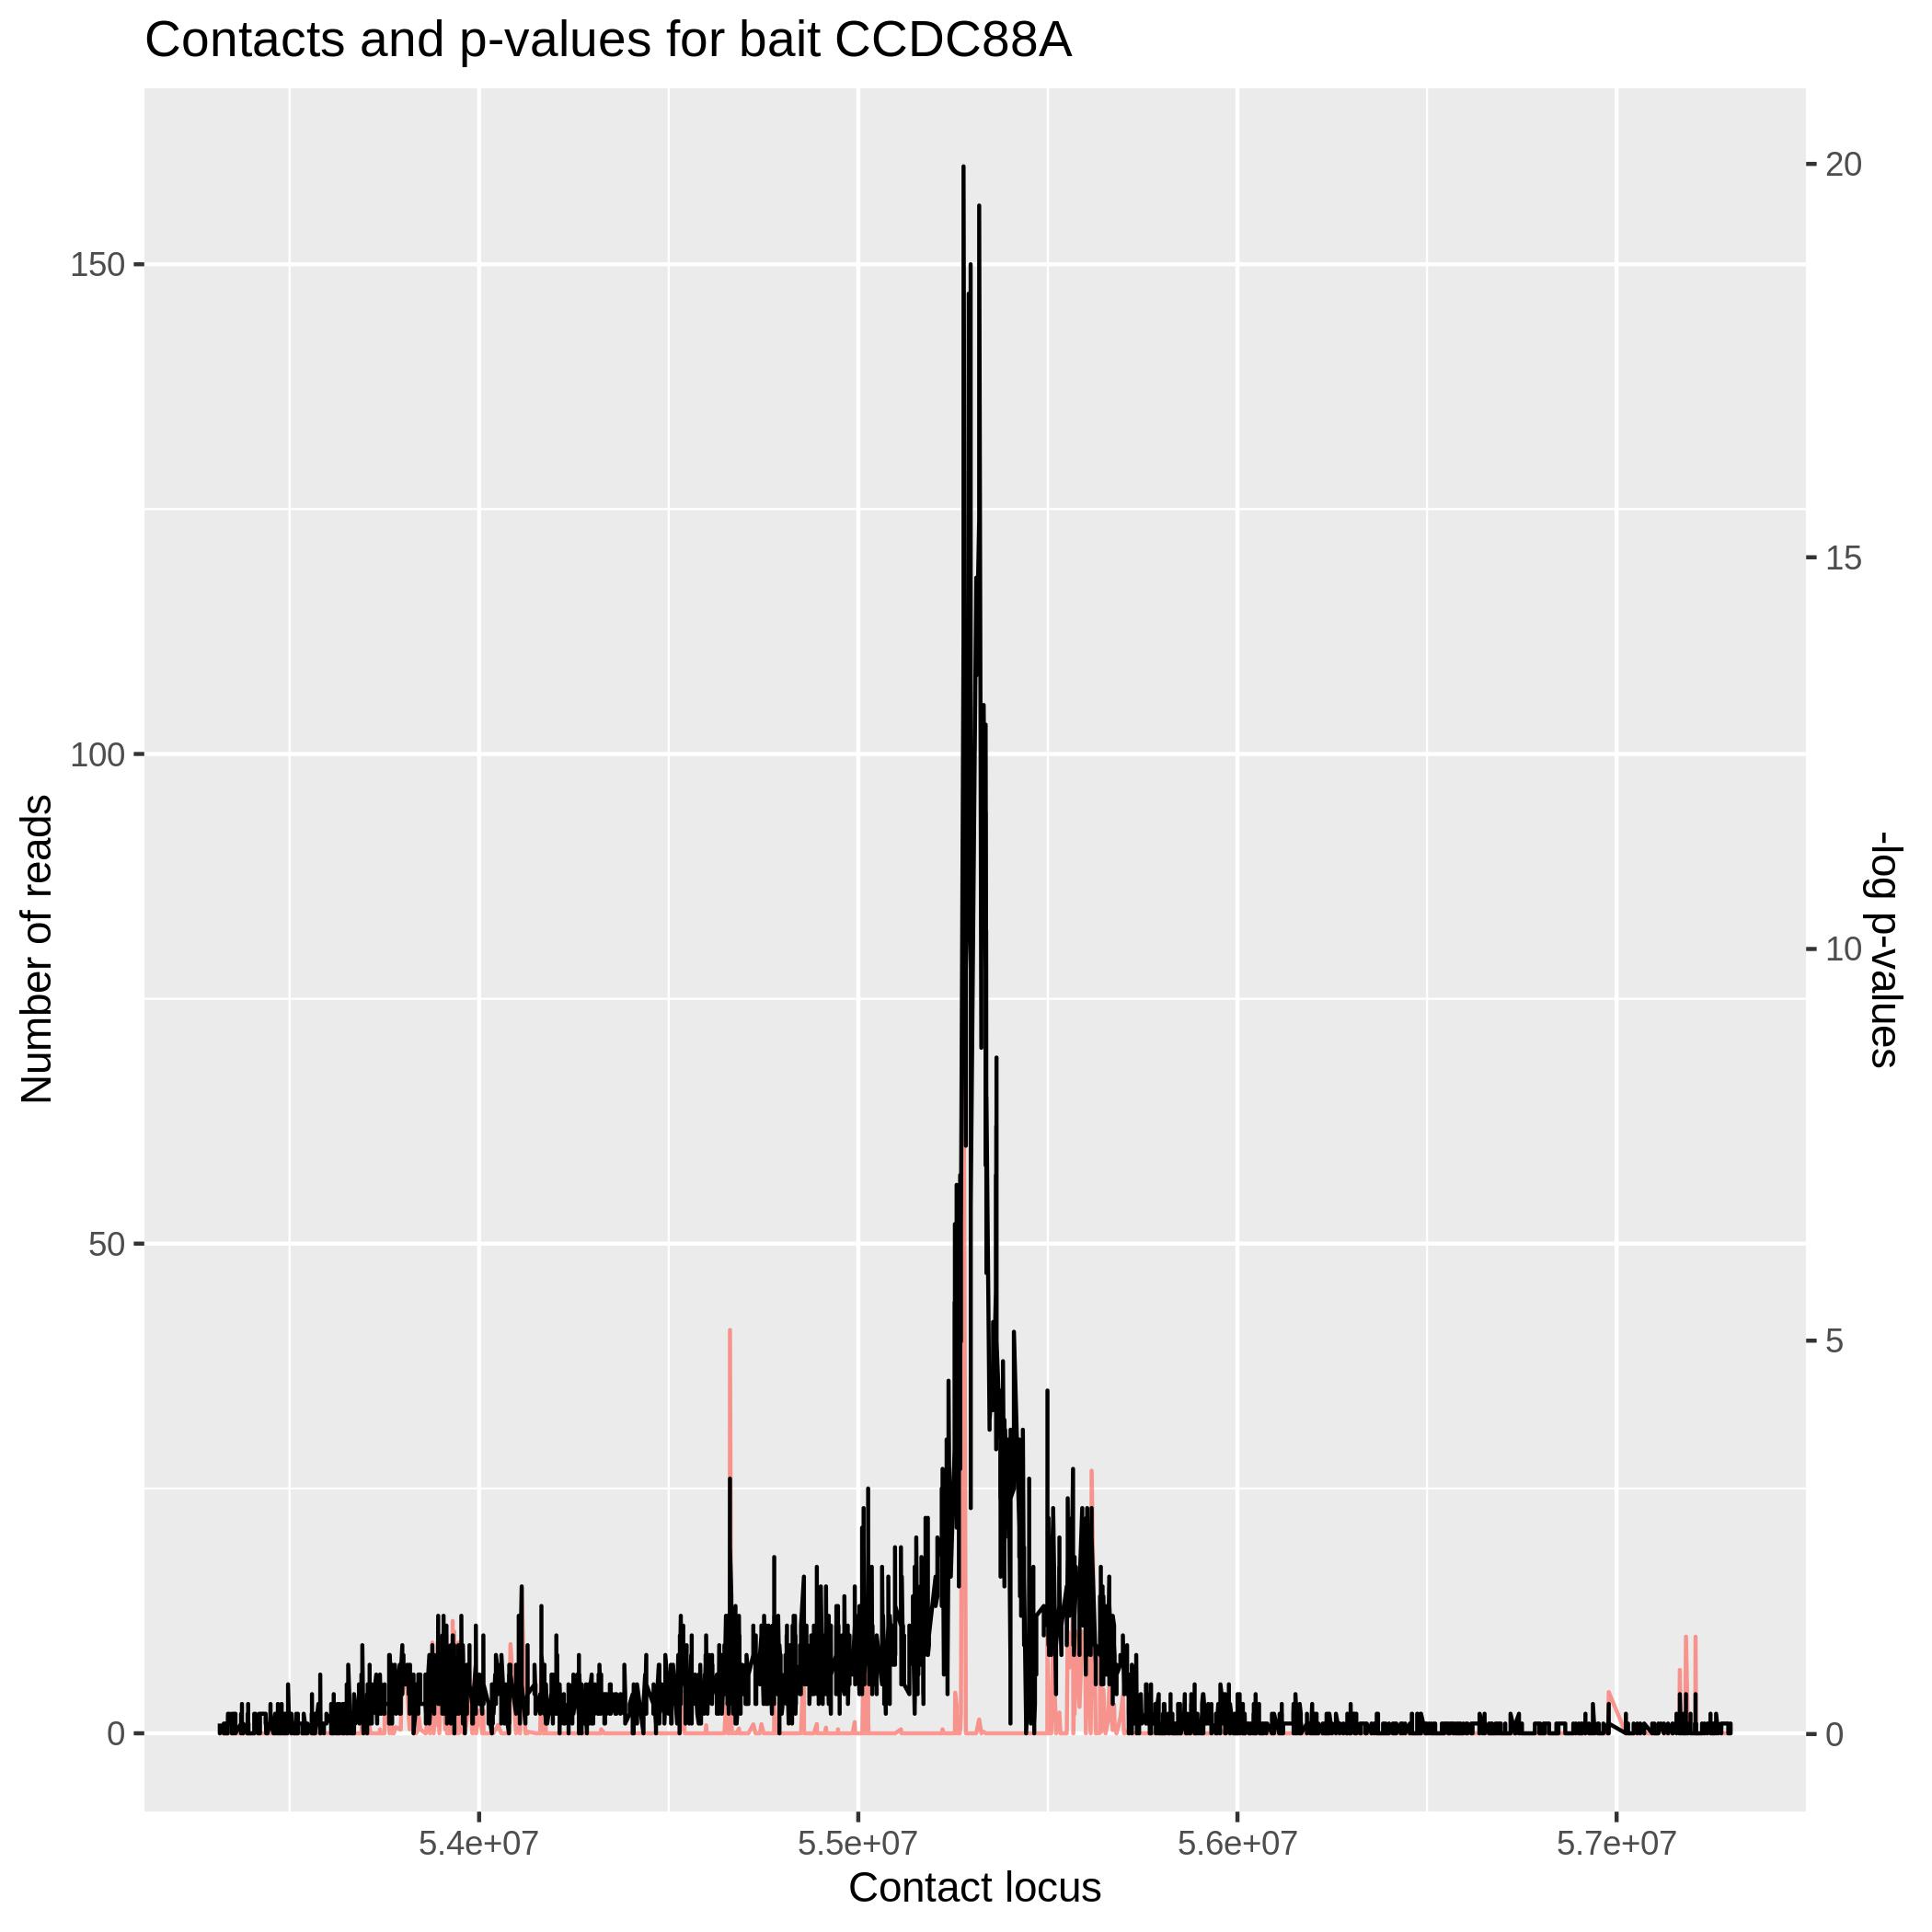 Contacts and p-values for bait CCDC88A
Number of reads
150
100
50
0
20
15
10
5
0
-log p-values
5.4e+07
5.5e+07
5.6e+07
5.7e+07
Contact locus